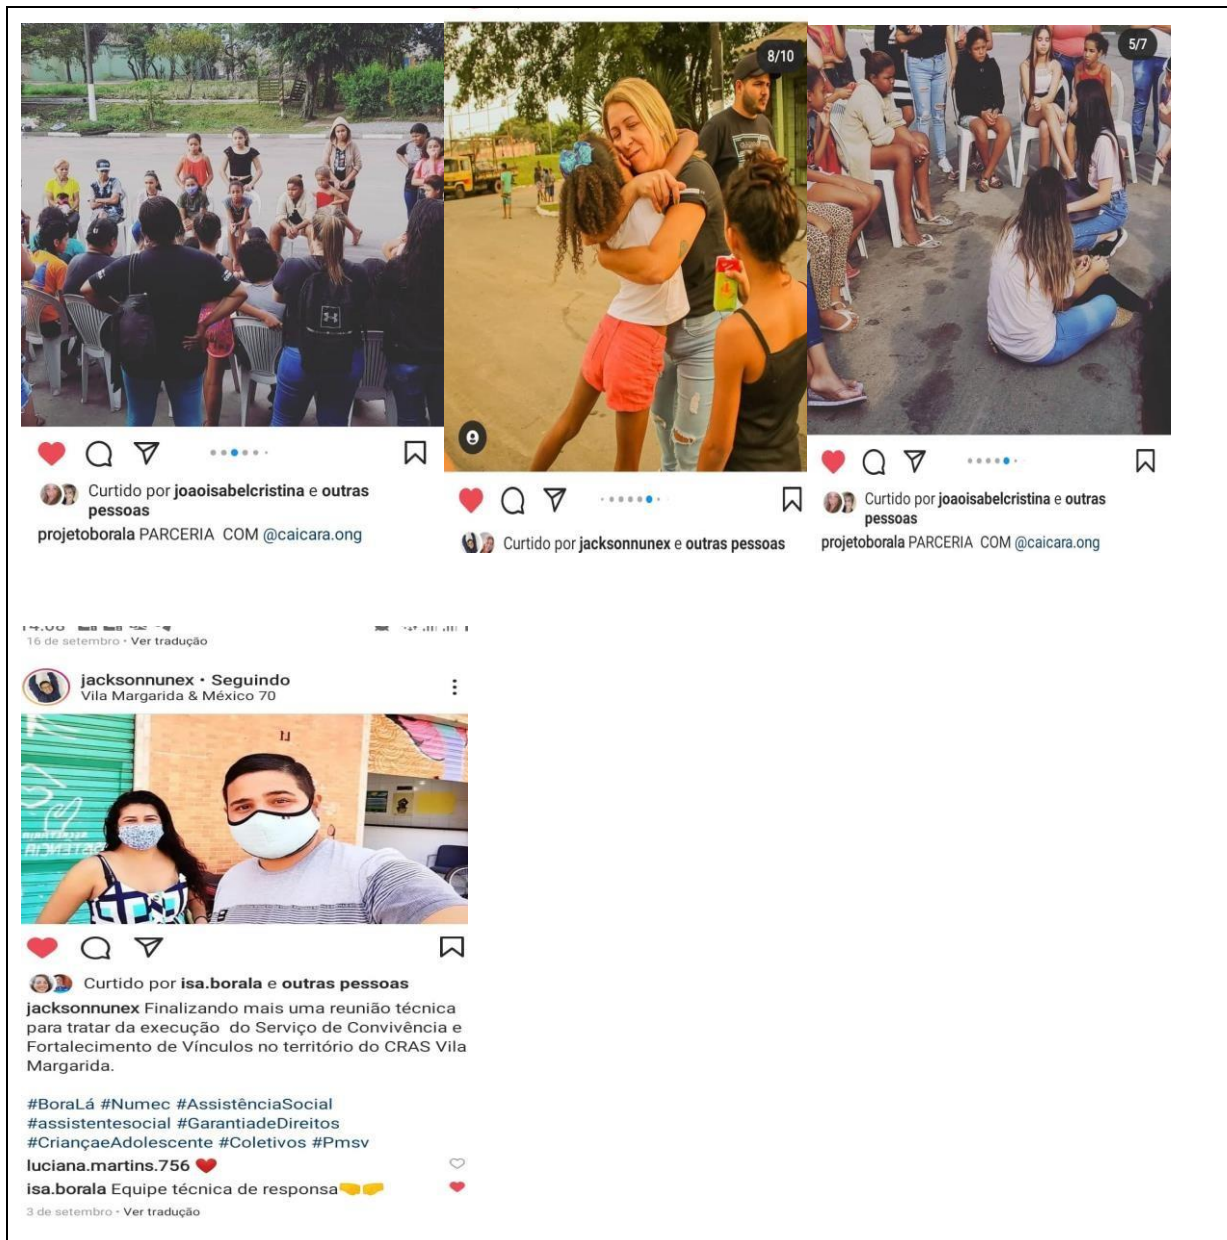 8/10
5/7
Curtido por joaoisabelcristina e outras
pessoas
projetoborala PARCERIA COM @caicara.ong
Curtido por jacksonnunex e outras pessoas
Curtido por joaoisabelcristina e outras
pessoas
projetoborala PARCERIA COM @caicara.ong
16 de setembro • Ver tradução
jacksonnunex • Seguindo
Vila Margarida & México 70
Curtido por isa.borala e outras pessoas
jacksonnunex Finalizando mais uma reunião técnica
para tratar da execução do Serviço de Convivência e
Fortalecimento de Vínculos no território do CRAS Vila
Margarida.
#BoraLá #Numec #AssistênciaSocial
#assistentesocial #GarantiadeDireitos
#CriançaeAdolescente #Coletivos #Pmsv
luciana.martins.756 ❤️
isa.borala Equipe técnica de responsa🤜🤛
3 de setembro • Ver tradução